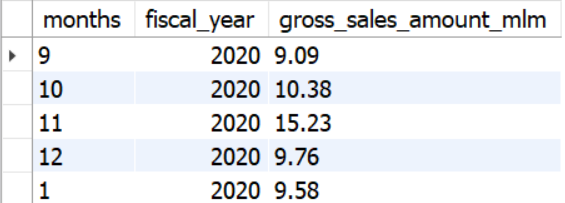 months fiscal_year gross_sales_amount_mlm
9 2020 9.09
10 2020 10.38
11 2020 15.23
12 2020 9.76
1 2020 9.58